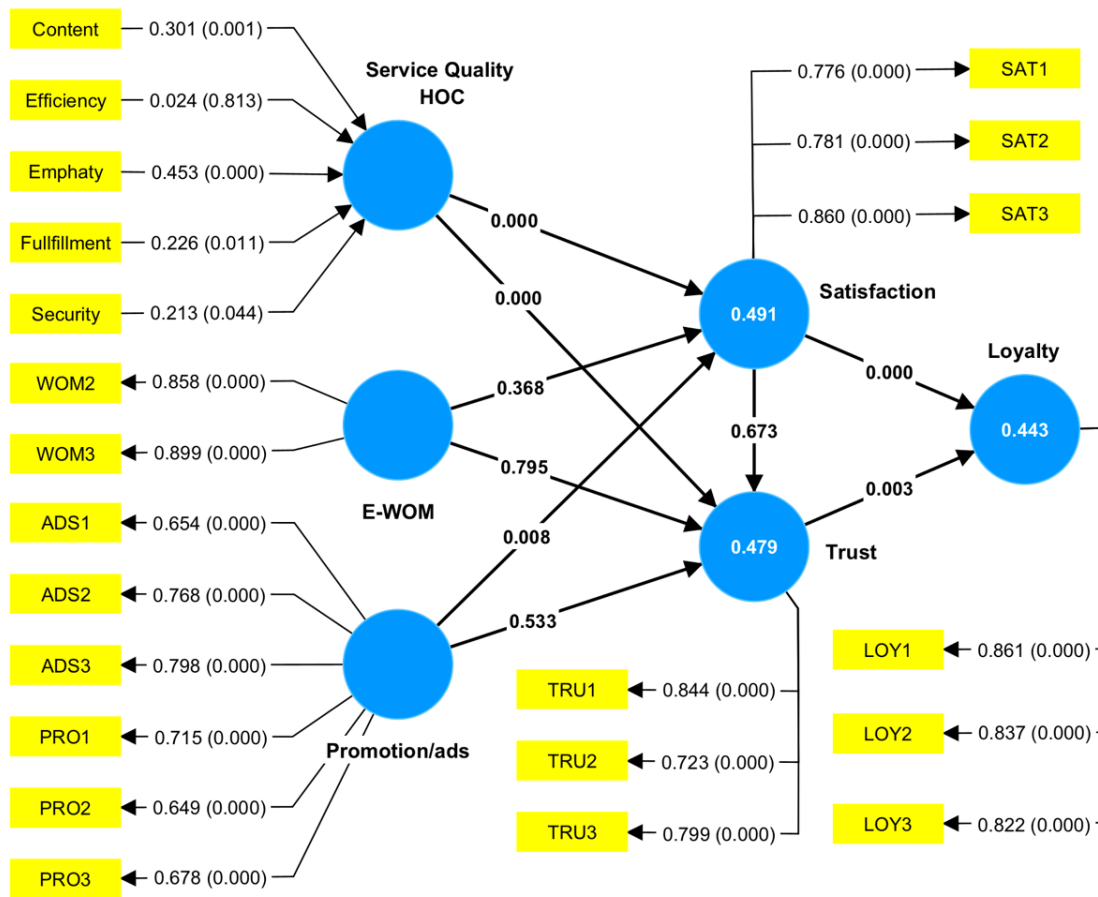 Content
0.301 (0.001)
Efficiency
0.024 (0.813)
Emphaty
0.453 (0.000)
Fullfillment
0.226 (0.011)
Security
0.213 (0.044)
Service Quality
HOC
WOM2
0.858 (0.000)
WOM3
0.899 (0.000)
E-WOM
ADS1
0.654 (0.000)
ADS2
0.768 (0.000)
ADS3
0.798 (0.000)
PRO1
0.715 (0.000)
PRO2
0.649 (0.000)
PRO3
0.678 (0.000)
Promotion/ads
0.000
0.000
0.368
0.795
0.008
0.533
0.776 (0.000)
SAT1
0.781 (0.000)
SAT2
0.860 (0.000)
SAT3
Satisfaction
0.491
0.673
0.479
Trust
0.000
0.003
Loyalty
0.443
TRU1
0.844 (0.000)
TRU2
0.723 (0.000)
TRU3
0.799 (0.000)
LOY1
0.861 (0.000)
LOY2
0.837 (0.000)
LOY3
0.822 (0.000)